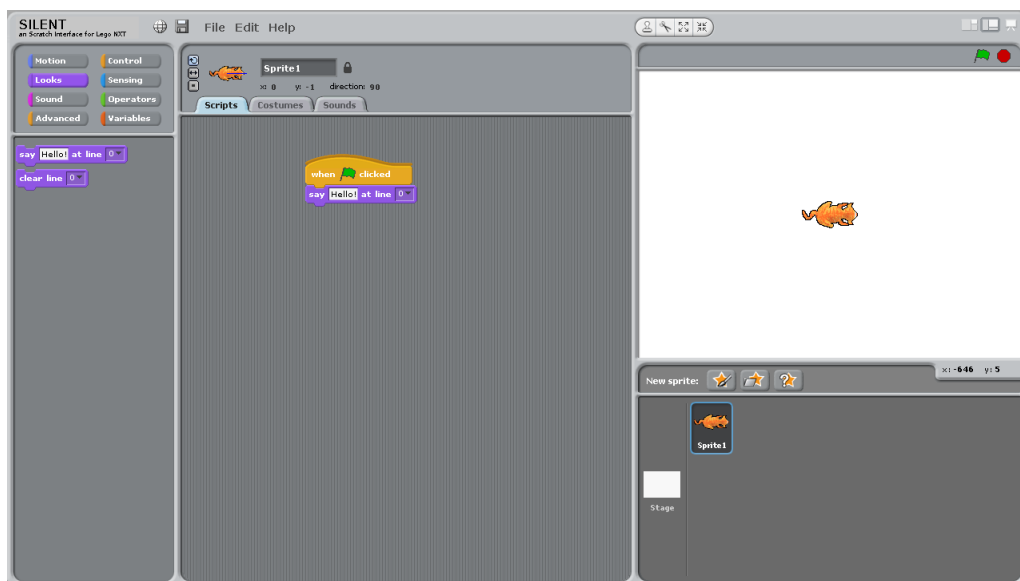 SILENT
an Scratch Interface for Lego NXT
File Edit Help
Motion Control
Looks Sensing
Sound Operators
Advanced Variables
say Hello! at line 0
clear line 0
Sprite1
x: 0 y: -1 direction: 90
Scripts Costumes Sounds
when clicked
say Hello! at line 0
x: -646 y: 5
New sprite:
Sprite1
Stage